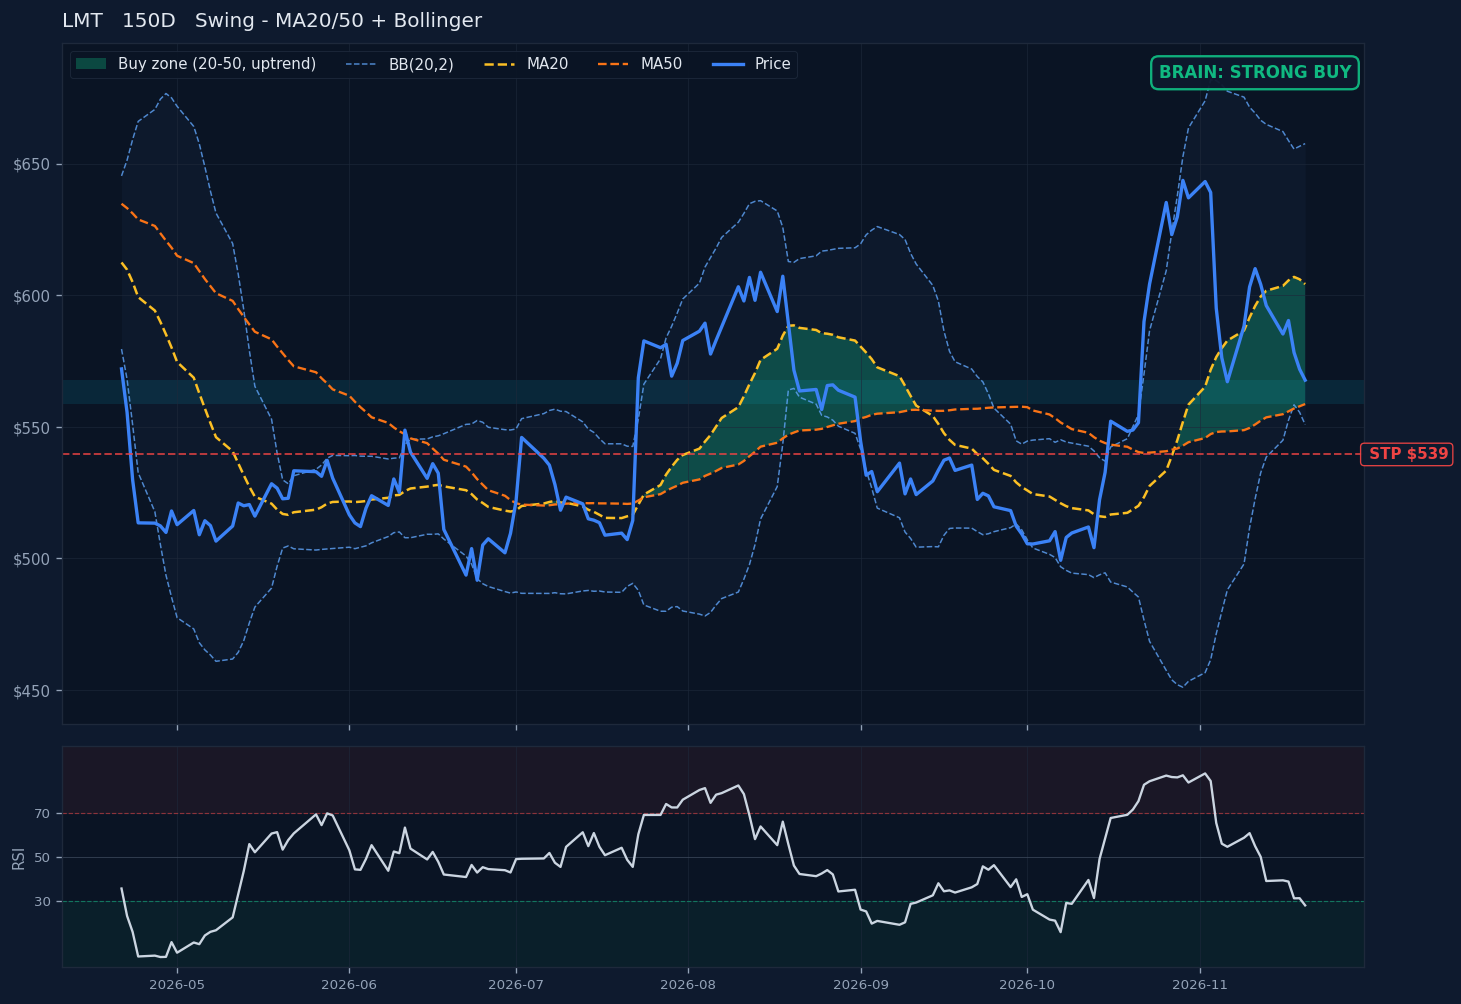 LMT 150D Swing - MA20/50 + Bollinger
Buy zone (20-50, uptrend) BB(20,2) MA20 MA50 Price
BRAIN: STRONG BUY
$650
$600
$550
STP $539
$500
$450
RSI
70
50
30
2026-05 2026-06 2026-07 2026-08 2026-09 2026-10 2026-11